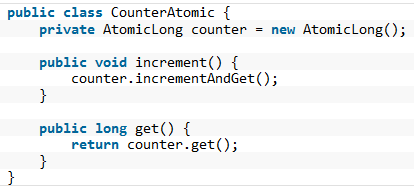 public class CounterAtomic {
    private AtomicLong counter = new AtomicLong();
    public void increment() {
        counter.incrementAndGet();
    }
    public long get() {
        return counter.get();
    }
}